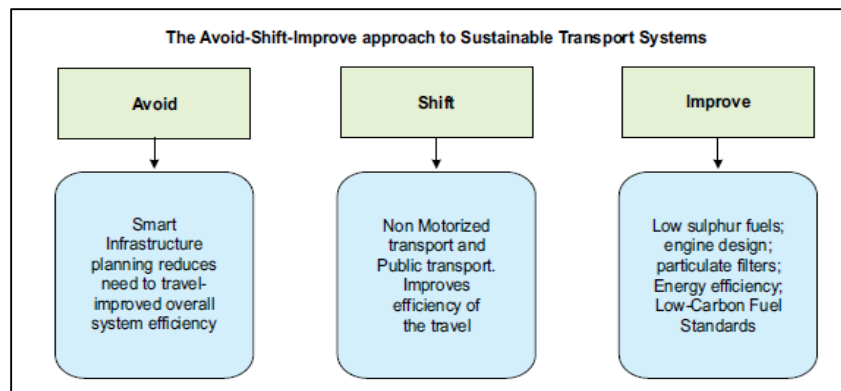 The Avoid-Shift-Improve approach to Sustainable Transport Systems
Avoid
Shift
Improve
Smart
Infrastructure
planning reduces
need to travel-
improved overall
system efficiency
Non Motorized
transport and
Public transport.
Improves
efficiency of
the travel
Low sulphur fuels;
engine design;
particulate filters;
Energy efficiency;
Low-Carbon Fuel
Standards